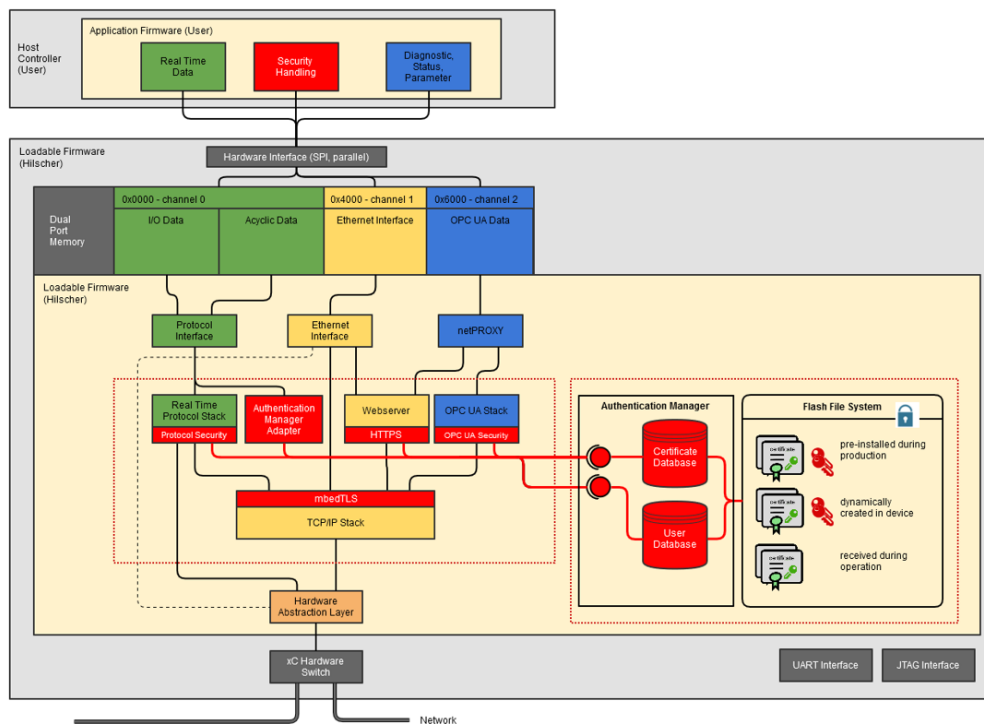 Application Firmware (User)
Host
Controller
(User)
Real Time
Data
Security
Handling
Diagnostic,
Status,
Parameter
Loadable Firmware
(Hilscher)
Hardware Interface (SPI, parallel)
Dual
Port
Memory
0x0000 - channel 0
0x4000 - channel 1
0x6000 - channel 2
I/O Data
Acyclic Data
Ethernet Interface
OPC UA Data
Loadable Firmware
(Hilscher)
Protocol
Interface
Ethernet
Interface
netPROXY
Real Time
Protocol Stack
Protocol Security
Authentication
Manager
Adapter
Webserver
HTTPS
OPC UA Stack
OPC UA Security
mbedTLS
TCP/IP Stack
Authentication Manager
Certificate
Database
User
Database
Flash File System
certificate
pre-installed during
production
certificate
dynamically
created in device
certificate
received during
operation
Hardware
Abstraction Layer
xC Hardware
Switch
UART Interface
JTAG Interface
Network